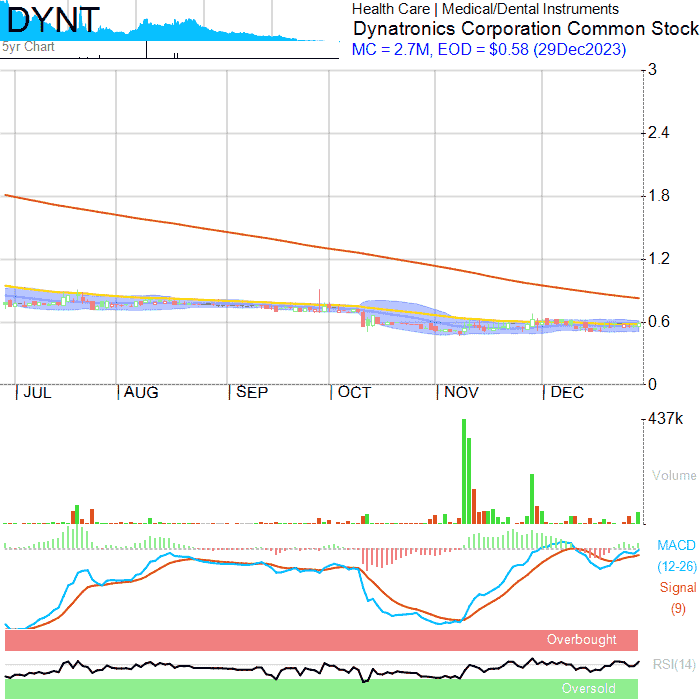 DYNT
5yr Chart
Health Care | Medical/Dental Instruments
Dynatronics Corporation Common Stock
MC = 2.7M, EOD = $0.58 (29Dec2023)
3
2.4
1.8
1.2
0.6
0
JUL AUG SEP OCT NOV DEC
437k
Volume
MACD
(12-26)
Signal
(9)
Overbought
RSI(14)
Oversold